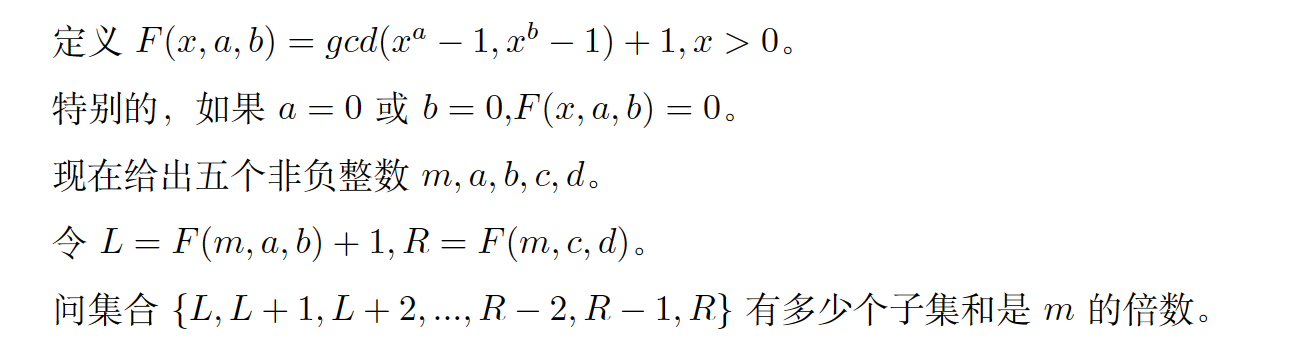 定义 F(x, a, b) = gcd(x^a − 1, x^b − 1) + 1, x > 0。
特别的，如果 a = 0 或 b = 0,F(x, a, b) = 0。
现在给出五个非负整数 m, a, b, c, d。
令 L = F(m, a, b) + 1, R = F(m, c, d)。
问集合 {L, L + 1, L + 2, ..., R − 2, R − 1, R} 有多少个子集和是 m 的倍数。